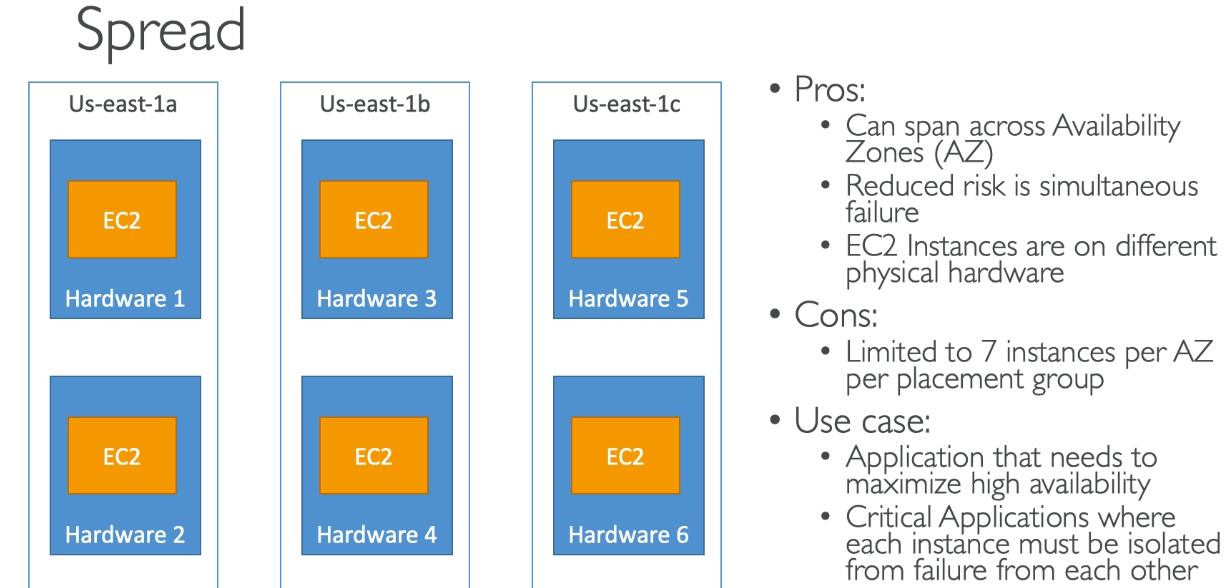 Spread
Us-east-1a
EC2
Hardware 1
EC2
Hardware 2
Us-east-1b
EC2
Hardware 3
EC2
Hardware 4
Us-east-1c
EC2
Hardware 5
EC2
Hardware 6
• Pros:
• Can span across Availability
Zones (AZ)
• Reduced risk is simultaneous
failure
• EC2 Instances are on different
physical hardware
• Cons:
• Limited to 7 instances per AZ
per placement group
• Use case:
• Application that needs to
maximize high availability
• Critical Applications where
each instance must be isolated
from failure from each other